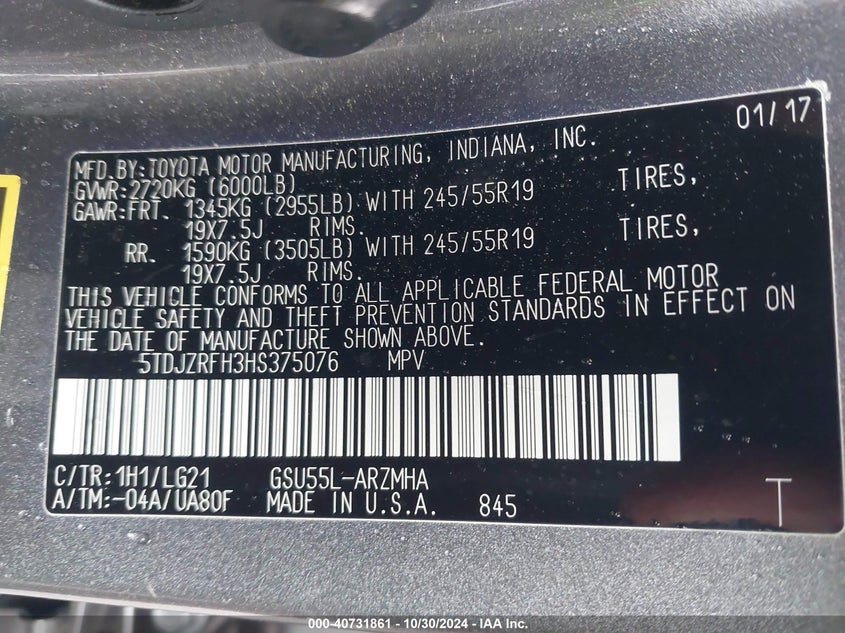 01/17
MFD.BY:TOYOTA MOTOR MANUFACTURING, INDIANA, INC.
GVWR:2720KG (6000LB)
GAWR:FRT. 1345KG (2955LB) WITH 245/55R19 TIRES,
19X7.5J RIMS.
RR. 1590KG (3505LB) WITH 245/55R19 TIRES,
19X7.5J RIMS.
THIS VEHICLE CONFORMS TO ALL APPLICABLE FEDERAL MOTOR
VEHICLE SAFETY AND THEFT PREVENTION STANDARDS IN EFFECT ON
THE DATE OF MANUFACTURE SHOWN ABOVE.
5TDJZRFH3HS375076 MPV
C/TR:1H1/LG21 GSU55L-ARZMHA
A/TM:-04A/UA80F MADE IN U.S.A. 845 T
000-40731861 - 10/30/2024 - IAA Inc.